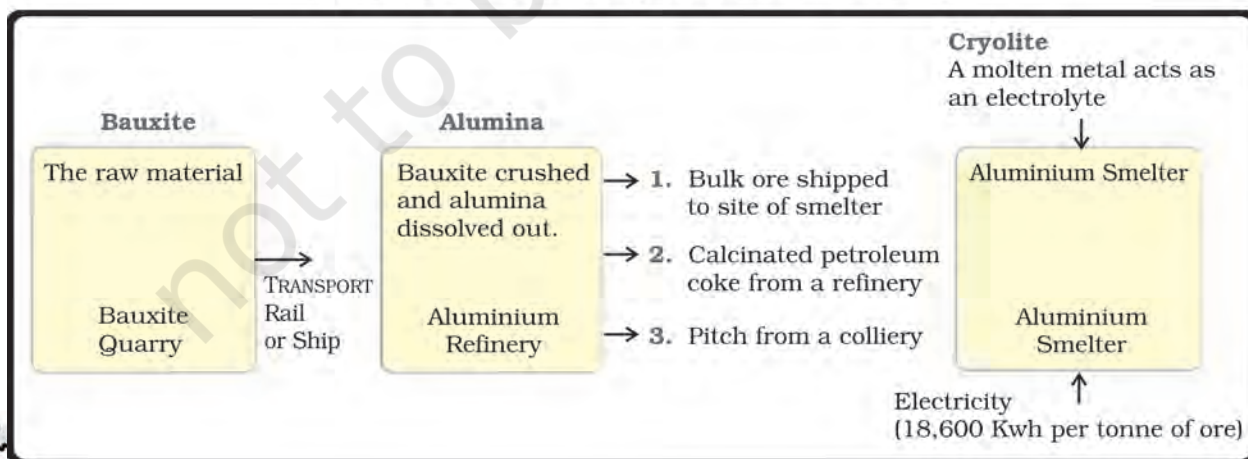 Bauxite
The raw material
Bauxite
Quarry
TRANSPORT
Rail
or Ship
Alumina
Bauxite crushed
and alumina
dissolved out.
Aluminium
Refinery
1. Bulk ore shipped
to site of smelter
2. Calcinated petroleum
coke from a refinery
3. Pitch from a colliery
Cryolite
A molten metal acts as
an electrolyte
Aluminium Smelter
Aluminium
Smelter
Electricity
(18,600 Kwh per tonne of ore)
not to b